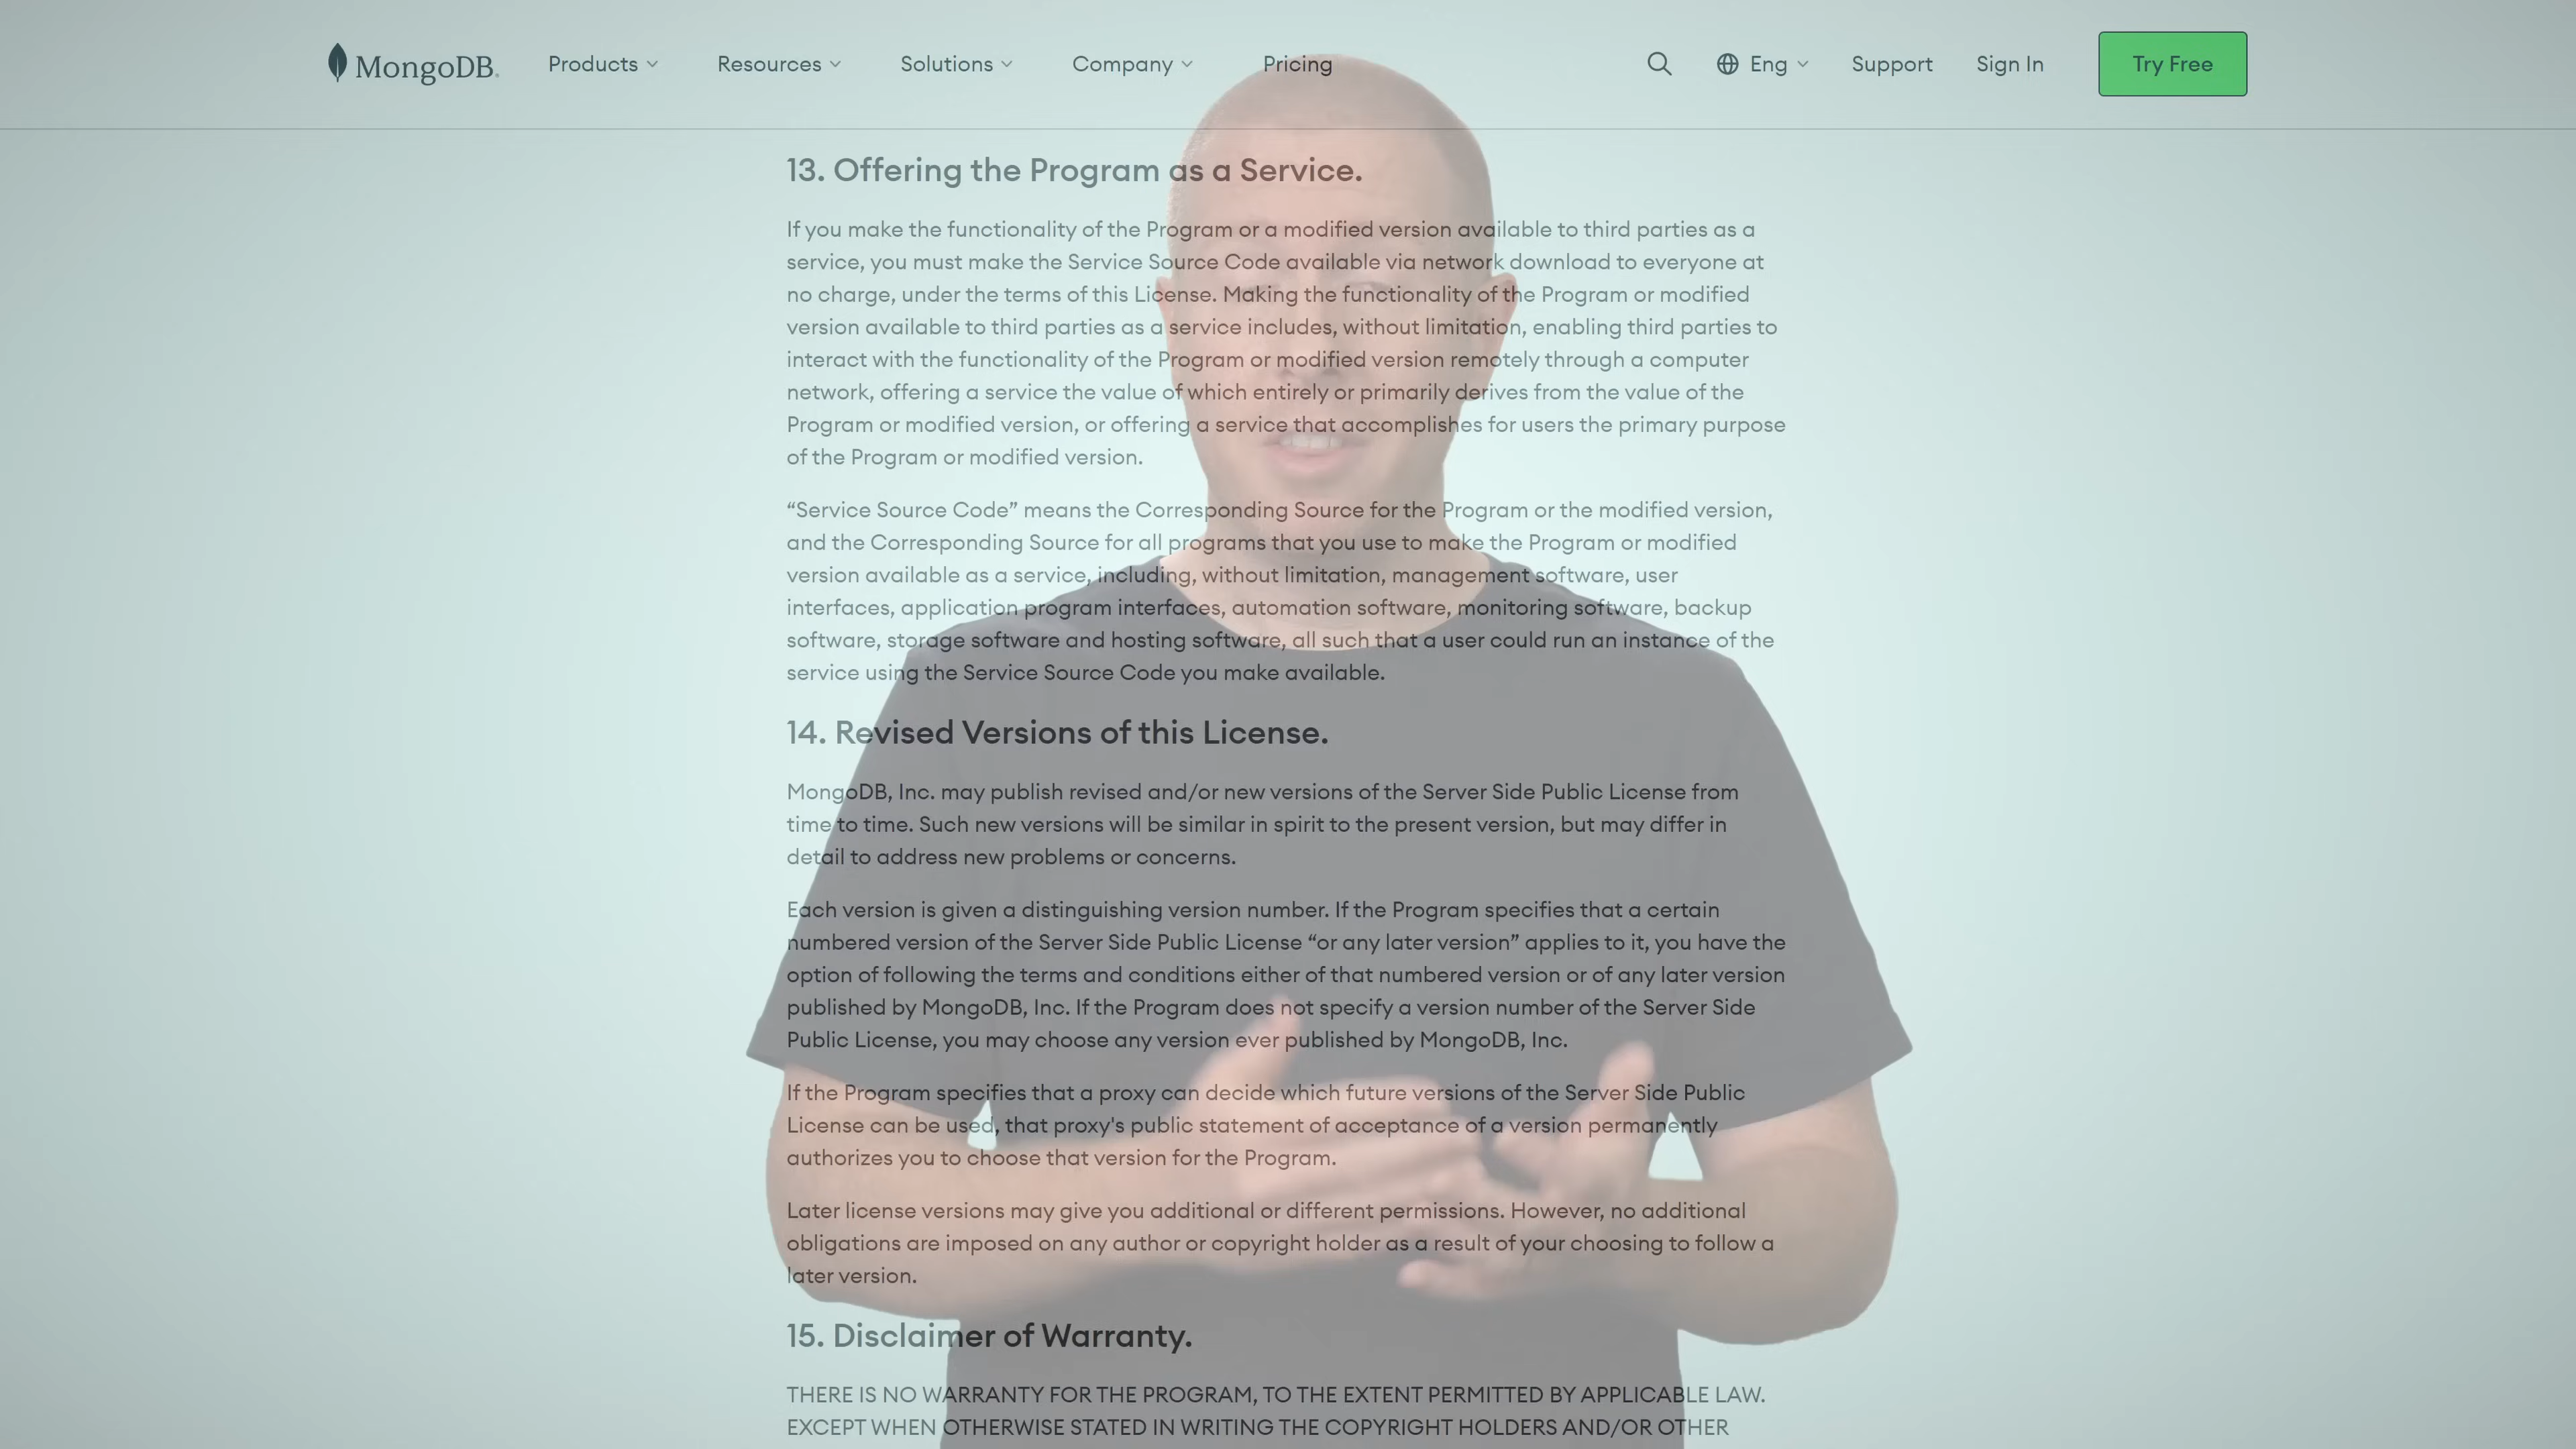 MongoDB. Products Resources Solutions Company Pricing Eng Support Sign In Try Free
13. Offering the Program as a Service.
If you make the functionality of the Program or a modified version available to third parties as a
service, you must make the Service Source Code available via network download to everyone at
no charge, under the terms of this License. Making the functionality of the Program or modified
version available to third parties as a service includes, without limitation, enabling third parties to
interact with the functionality of the Program or modified version remotely through a computer
network, offering a service the value of which entirely or primarily derives from the value of the
Program or modified version, or offering a service that accomplishes for users the primary purpose
of the Program or modified version.
“Service Source Code” means the Corresponding Source for the Program or the modified version,
and the Corresponding Source for all programs that you use to make the Program or modified
version available as a service, including, without limitation, management software, user
interfaces, application program interfaces, automation software, monitoring software, backup
software, storage software and hosting software, all such that a user could run an instance of the
service using the Service Source Code you make available.
14. Revised Versions of this License.
MongoDB, Inc. may publish revised and/or new versions of the Server Side Public License from
time to time. Such new versions will be similar in spirit to the present version, but may differ in
detail to address new problems or concerns.
Each version is given a distinguishing version number. If the Program specifies that a certain
numbered version of the Server Side Public License “or any later version” applies to it, you have the
option of following the terms and conditions either of that numbered version or of any later version
published by MongoDB, Inc. If the Program does not specify a version number of the Server Side
Public License, you may choose any version ever published by MongoDB, Inc.
If the Program specifies that a proxy can decide which future versions of the Server Side Public
License can be used, that proxy's public statement of acceptance of a version permanently
authorizes you to choose that version for the Program.
Later license versions may give you additional or different permissions. However, no additional
obligations are imposed on any author or copyright holder as a result of your choosing to follow a
later version.
15. Disclaimer of Warranty.
THERE IS NO WARRANTY FOR THE PROGRAM, TO THE EXTENT PERMITTED BY APPLICABLE LAW.
EXCEPT WHEN OTHERWISE STATED IN WRITING THE COPYRIGHT HOLDERS AND/OR OTHER